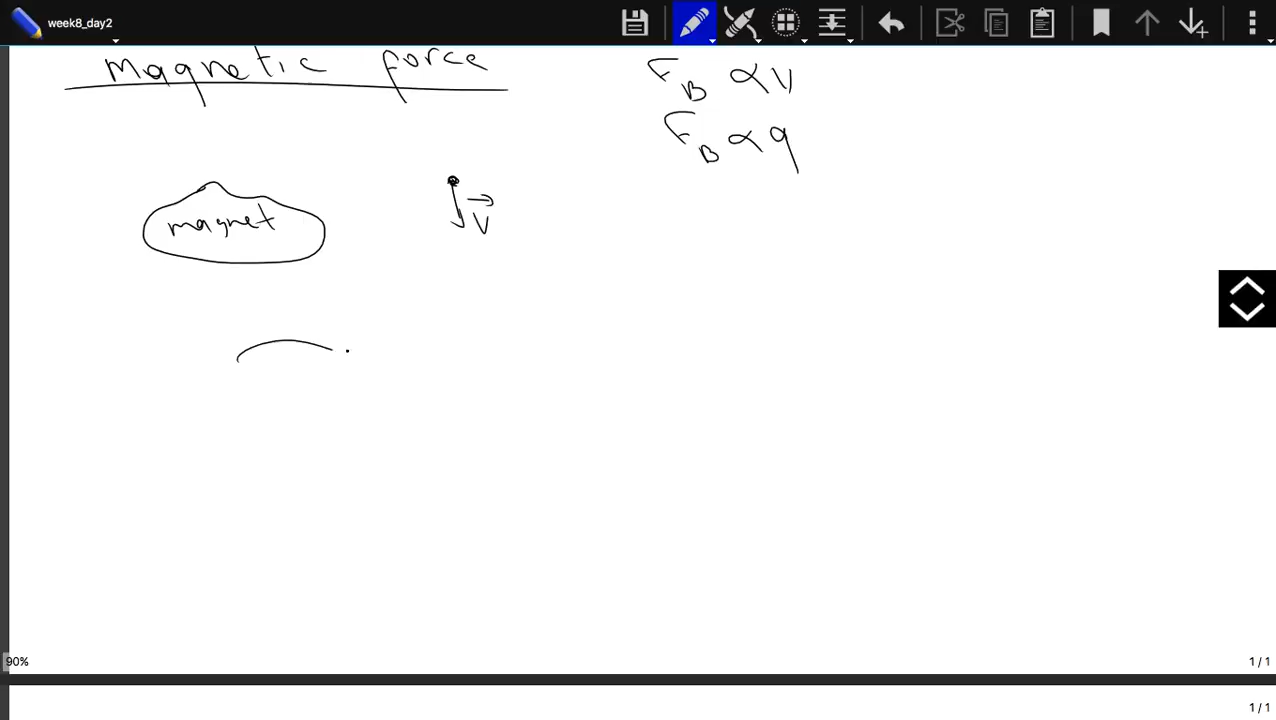 week8_day2
magnetic force
F_B ∝ v
F_B ∝ q
magnet
v⃗
90%
1 / 1
1 / 1